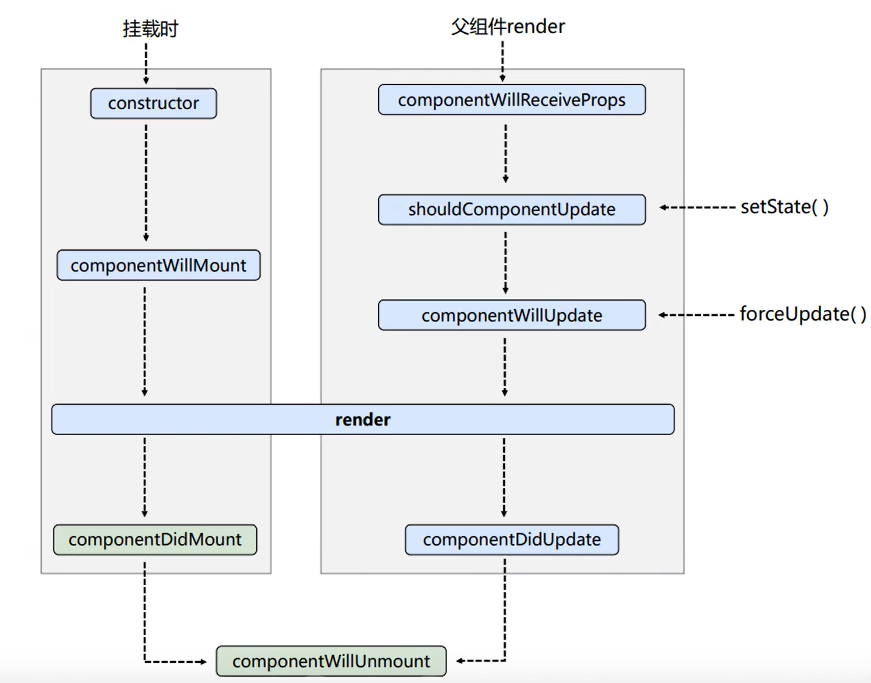 挂载时
父组件render
constructor
componentWillReceiveProps
shouldComponentUpdate
setState( )
componentWillMount
componentWillUpdate
forceUpdate( )
render
componentDidMount
componentDidUpdate
componentWillUnmount